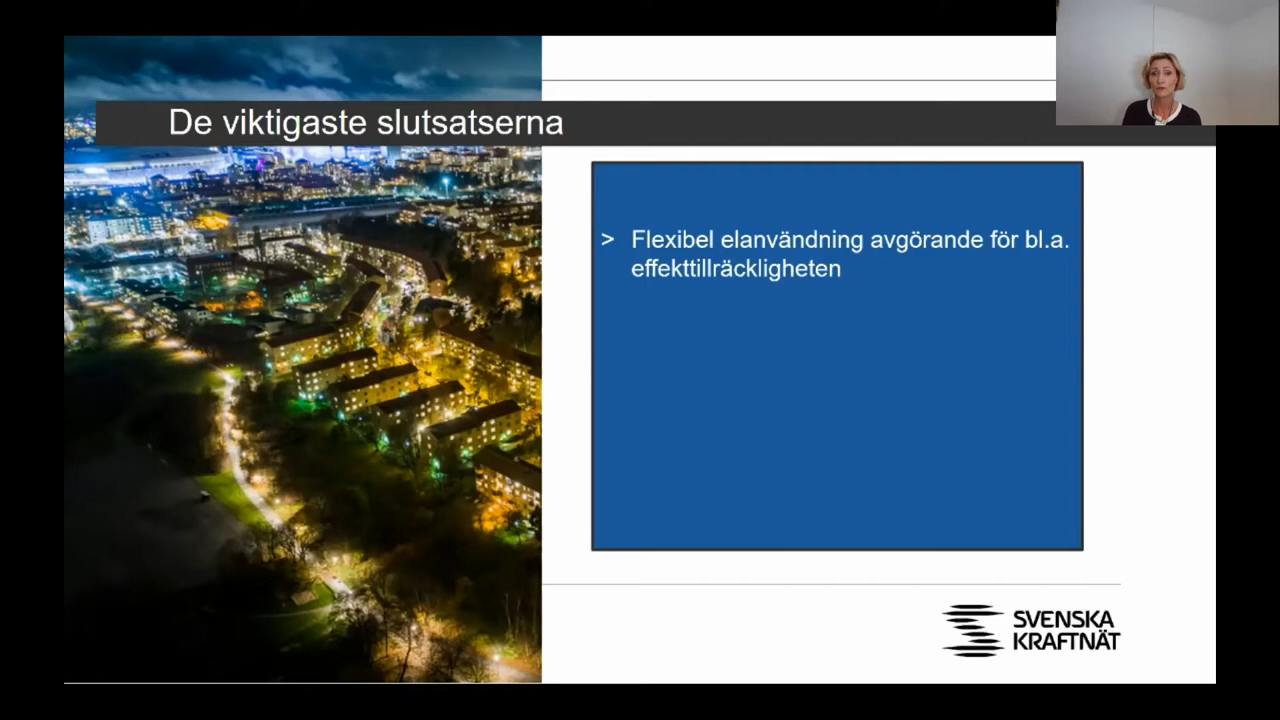 De viktigaste slutsatserna
> Flexibel elanvändning avgörande för bl.a.
effekttillräckligheten
SVENSKA
KRAFTNÄT